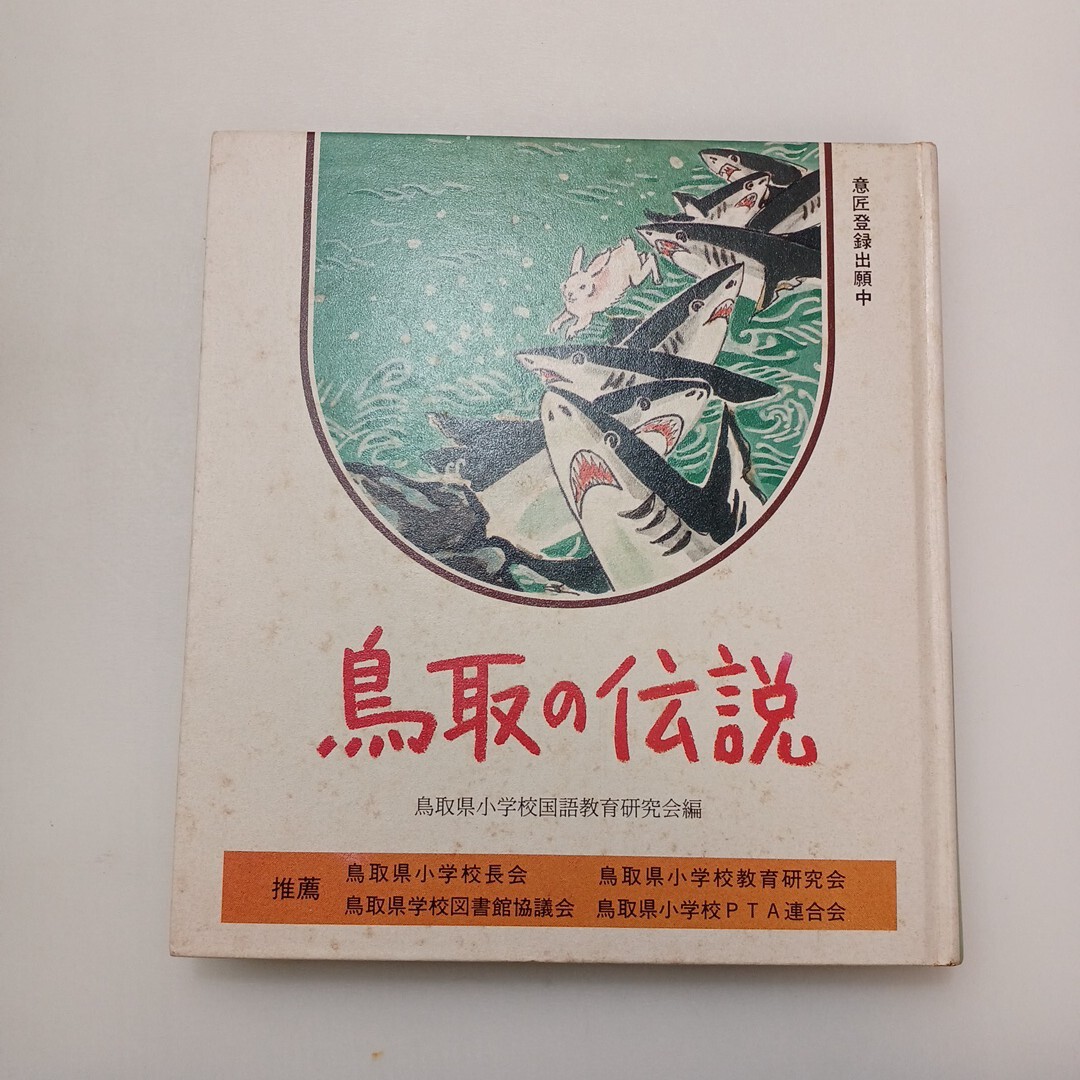 意匠登録出願中
鳥取の伝説
鳥取県小学校国語教育研究会編
推薦
鳥取県小学校長会 鳥取県小学校教育研究会
鳥取県学校図書館協議会 鳥取県小学校PTA連合会